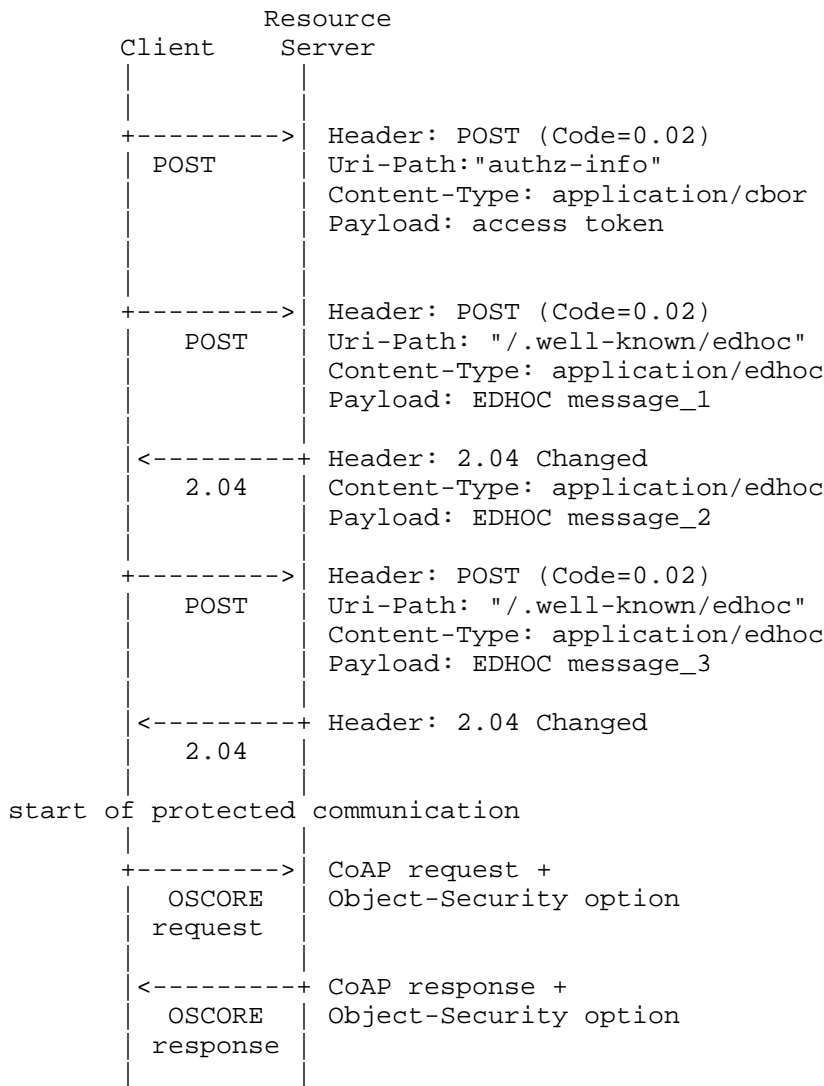 Resource
Client Server
+--------->| Header: POST (Code=0.02)
| POST | Uri-Path:"authz-info"
| | Content-Type: application/cbor
| | Payload: access token
+--------->| Header: POST (Code=0.02)
| POST | Uri-Path: "/.well-known/edhoc"
| | Content-Type: application/edhoc
| | Payload: EDHOC message_1
|<---------+ Header: 2.04 Changed
| 2.04 | Content-Type: application/edhoc
| | Payload: EDHOC message_2
+--------->| Header: POST (Code=0.02)
| POST | Uri-Path: "/.well-known/edhoc"
| | Content-Type: application/edhoc
| | Payload: EDHOC message_3
|<---------+ Header: 2.04 Changed
| 2.04 |
start of protected communication
+--------->| CoAP request +
| OSCORE | Object-Security option
| request |
|<---------+ CoAP response +
| OSCORE | Object-Security option
| response |